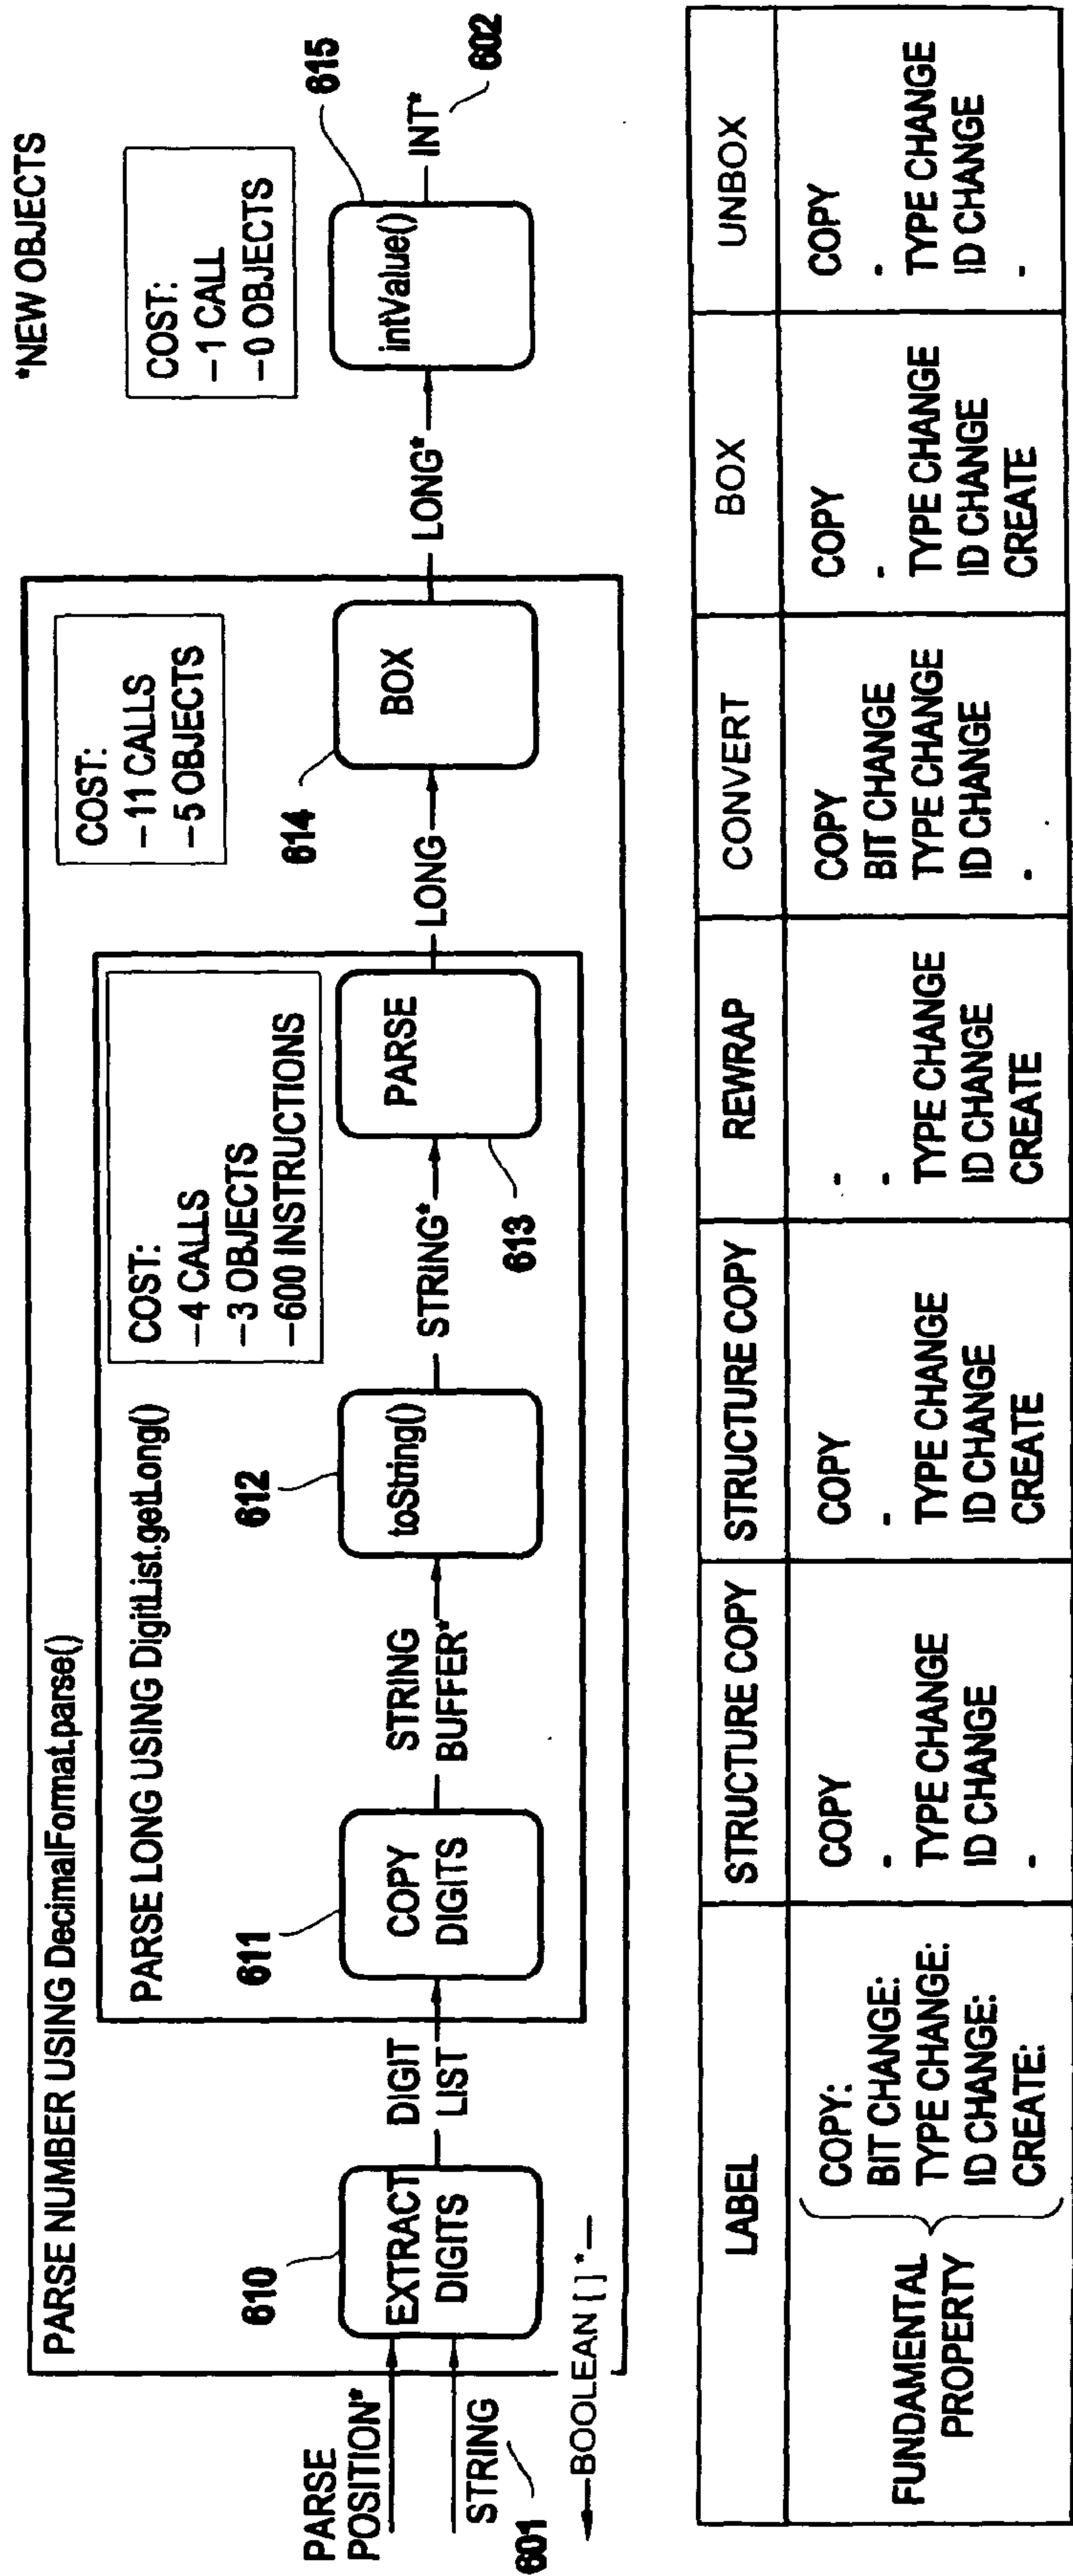 *NEW OBJECTS
PARSE NUMBER USING DecimalFormat.parse()
COST:
–11 CALLS
–5 OBJECTS
COST:
–1 CALL
–0 OBJECTS
PARSE LONG USING DigitList.getLong()
COST:
–4 CALLS
–3 OBJECTS
–600 INSTRUCTIONS
PARSE
POSITION*
STRING
601
610
EXTRACT
DIGITS
DIGIT
LIST
611
COPY
DIGITS
STRING
BUFFER*
612
toString()
STRING*
613
PARSE
LONG
614
BOX
LONG*
615
intValue()
INT*
602
BOOLEAN [ ] *
LABEL
STRUCTURE COPY
STRUCTURE COPY
REWRAP
CONVERT
BOX
UNBOX
FUNDAMENTAL
PROPERTY
COPY:
BIT CHANGE:
TYPE CHANGE:
ID CHANGE:
CREATE:
COPY
-
TYPE CHANGE
ID CHANGE
-
COPY
-
TYPE CHANGE
ID CHANGE
CREATE
-
-
TYPE CHANGE
ID CHANGE
CREATE
COPY
BIT CHANGE
TYPE CHANGE
ID CHANGE
-
COPY
-
TYPE CHANGE
ID CHANGE
CREATE
COPY
-
TYPE CHANGE
ID CHANGE
-